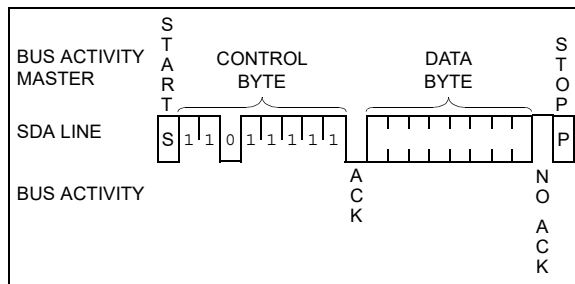 START
BUS ACTIVITY
MASTER
CONTROL
BYTE
DATA
BYTE
STOP
SDA LINE
S 1 1 0 1 1 1 1 1 P
BUS ACTIVITY
ACK
NO ACK